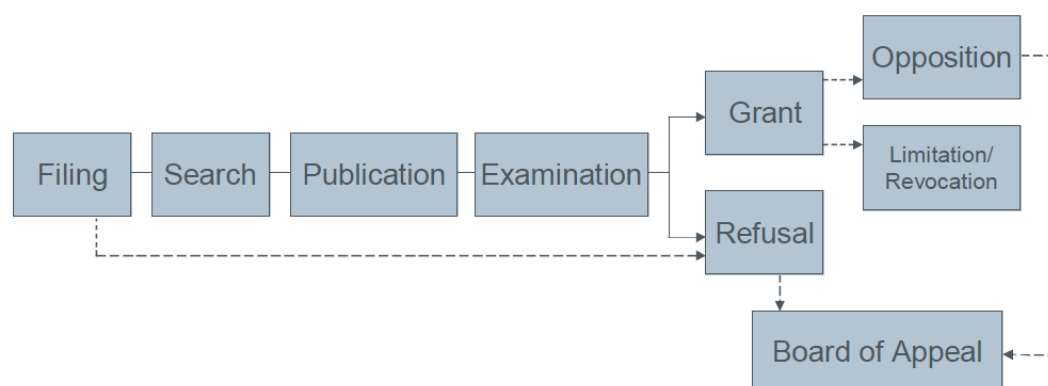 Filing
Search
Publication
Examination
Grant
Refusal
Opposition
Limitation/
Revocation
Board of Appeal